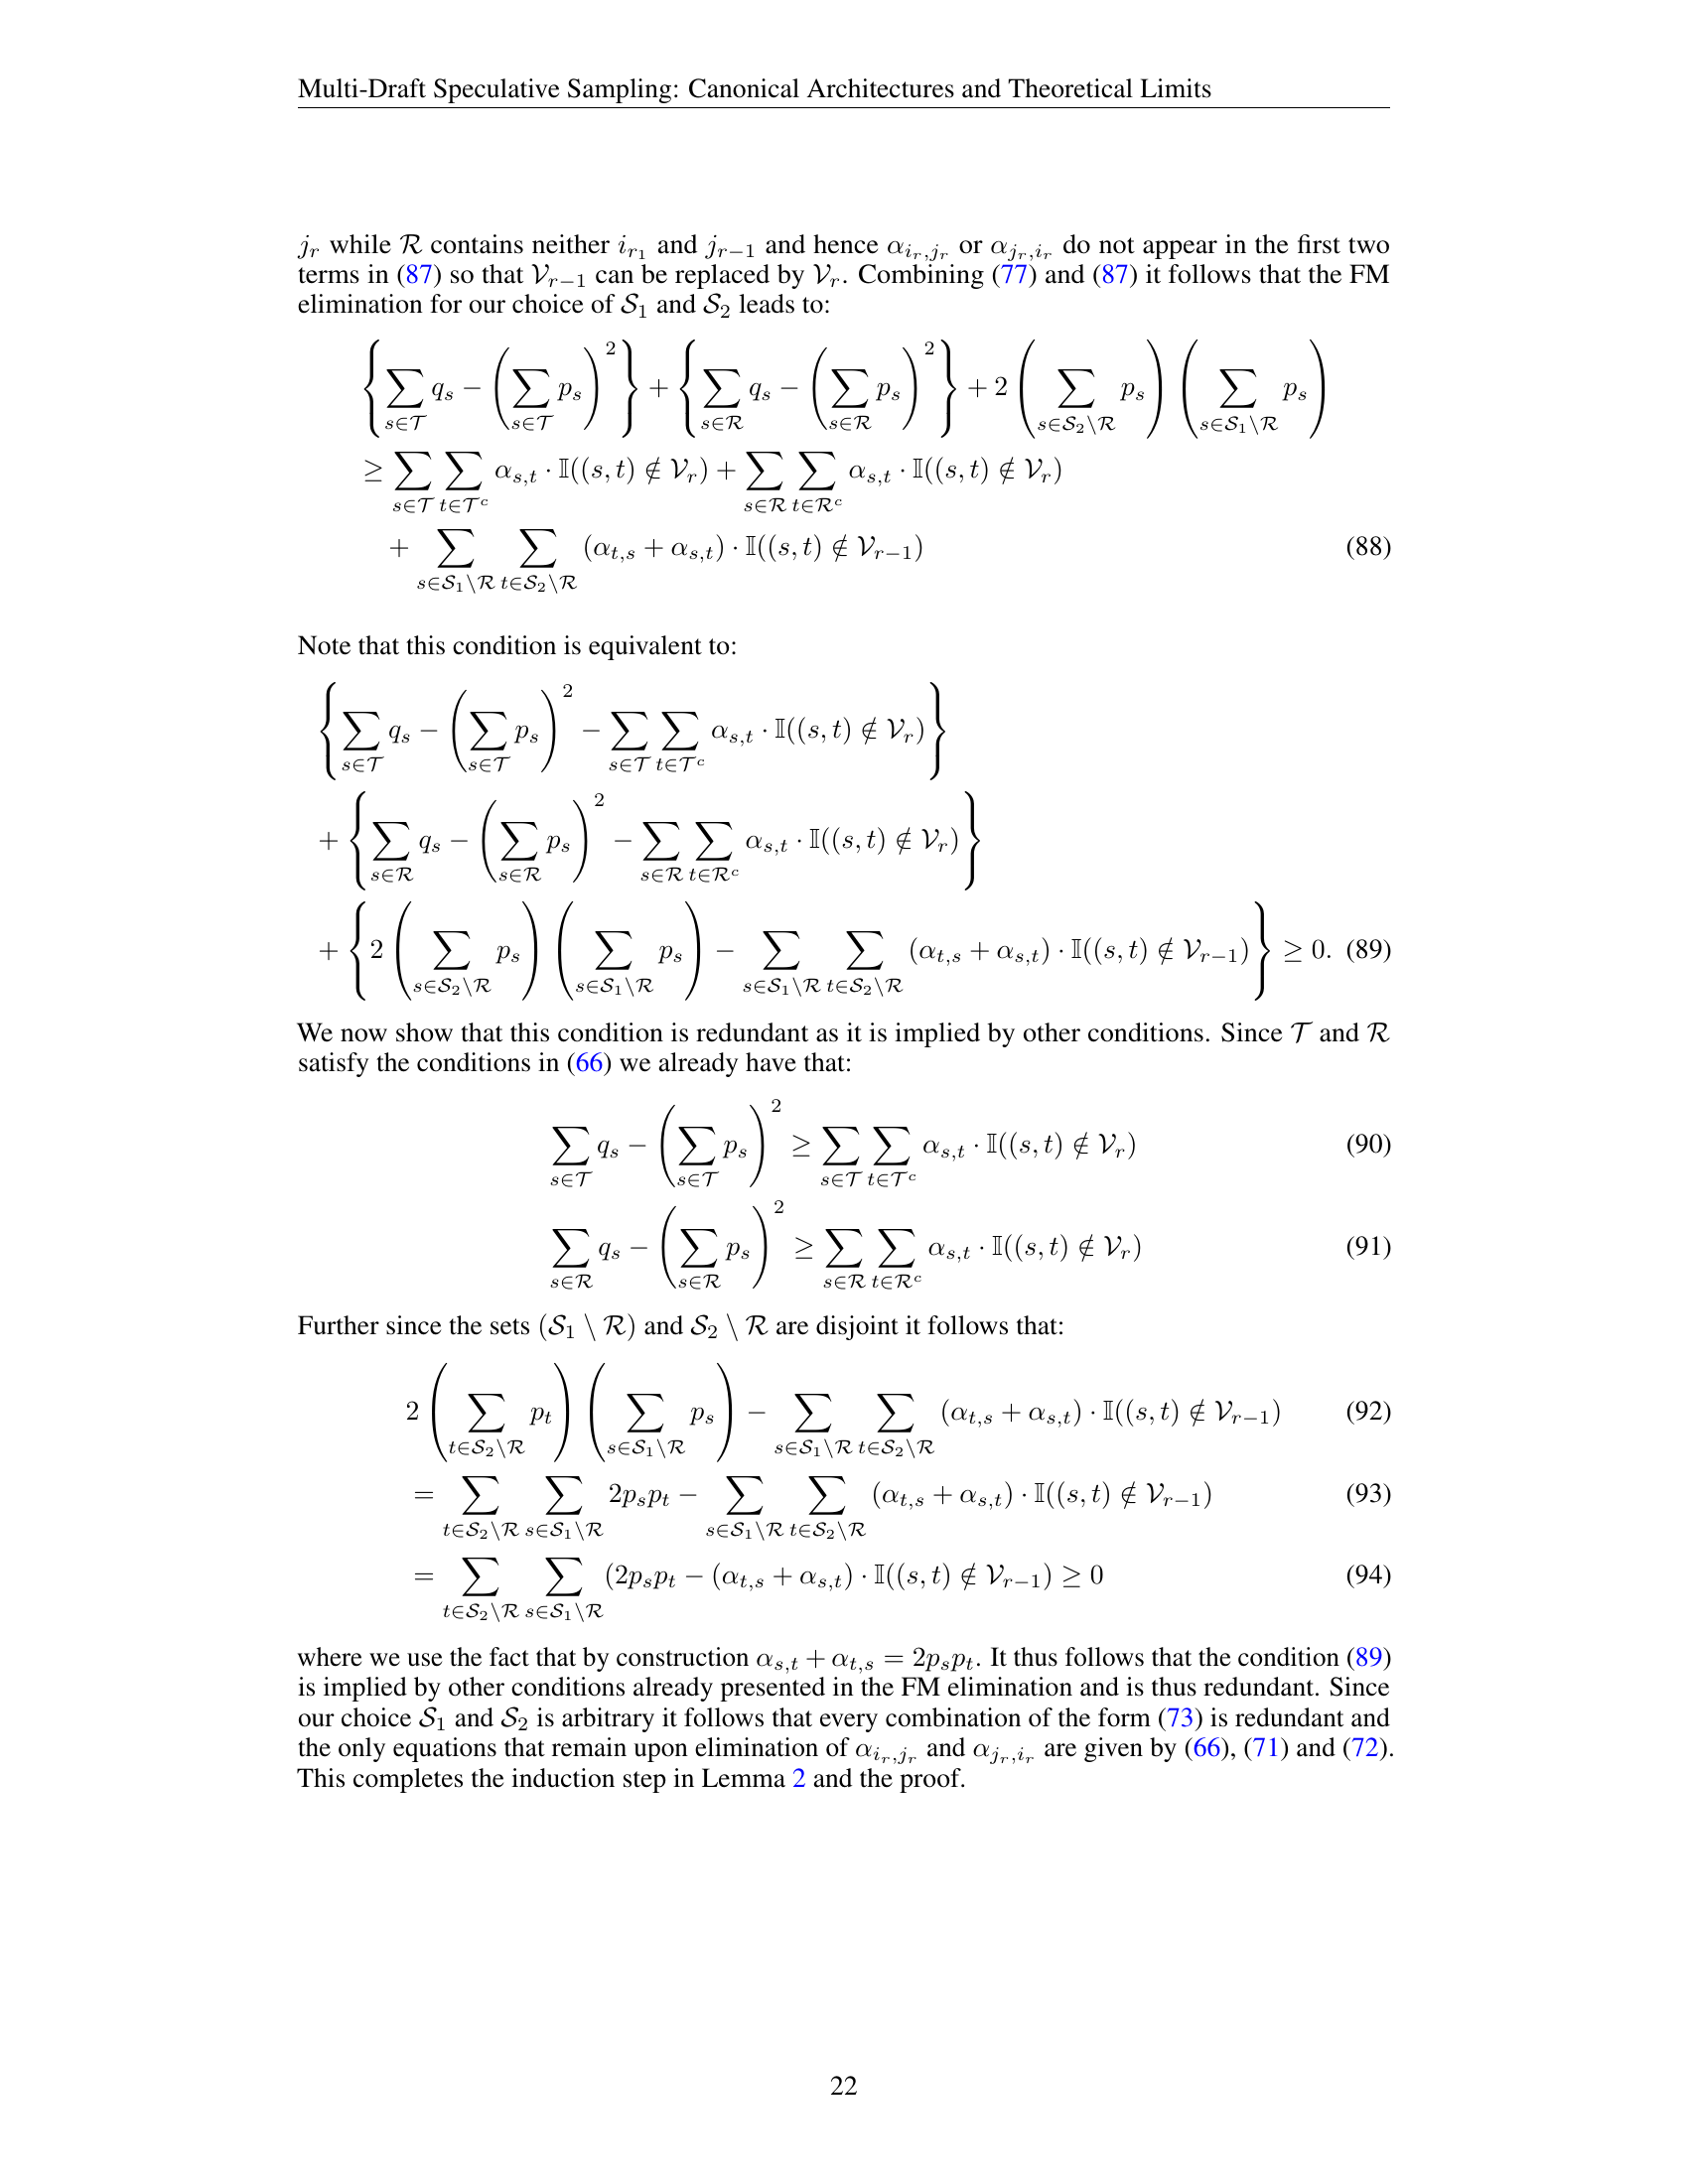 Multi-Draft Speculative Sampling: Canonical Architectures and Theoretical Limits
$j_r$ while $\mathcal{R}$ contains neither $i_{r_1}$ and $j_{r-1}$ and hence $\alpha_{i_r,j_r}$ or $\alpha_{j_r,i_r}$ do not appear in the first two
terms in (87) so that $\mathcal{V}_{r-1}$ can be replaced by $\mathcal{V}_r$. Combining (77) and (87) it follows that the FM
elimination for our choice of $\mathcal{S}_1$ and $\mathcal{S}_2$ leads to:
$\left\{\sum_{s\in\mathcal{T}} q_s - \left(\sum_{s\in\mathcal{T}} p_s\right)^2\right\} + \left\{\sum_{s\in\mathcal{R}} q_s - \left(\sum_{s\in\mathcal{R}} p_s\right)^2\right\} + 2\left(\sum_{s\in\mathcal{S}_2\setminus\mathcal{R}} p_s\right)\left(\sum_{s\in\mathcal{S}_1\setminus\mathcal{R}} p_s\right)$
$\geq \sum_{s\in\mathcal{T}}\sum_{t\in\mathcal{T}^c} \alpha_{s,t}\cdot\mathbb{I}((s,t)\notin\mathcal{V}_r) + \sum_{s\in\mathcal{R}}\sum_{t\in\mathcal{R}^c} \alpha_{s,t}\cdot\mathbb{I}((s,t)\notin\mathcal{V}_r)$
$+ \sum_{s\in\mathcal{S}_1\setminus\mathcal{R}}\sum_{t\in\mathcal{S}_2\setminus\mathcal{R}} (\alpha_{t,s}+\alpha_{s,t})\cdot\mathbb{I}((s,t)\notin\mathcal{V}_{r-1})$ (88)
Note that this condition is equivalent to:
$\left\{\sum_{s\in\mathcal{T}} q_s - \left(\sum_{s\in\mathcal{T}} p_s\right)^2 - \sum_{s\in\mathcal{T}}\sum_{t\in\mathcal{T}^c} \alpha_{s,t}\cdot\mathbb{I}((s,t)\notin\mathcal{V}_r)\right\}$
$+ \left\{\sum_{s\in\mathcal{R}} q_s - \left(\sum_{s\in\mathcal{R}} p_s\right)^2 - \sum_{s\in\mathcal{R}}\sum_{t\in\mathcal{R}^c} \alpha_{s,t}\cdot\mathbb{I}((s,t)\notin\mathcal{V}_r)\right\}$
$+ \left\{2\left(\sum_{s\in\mathcal{S}_2\setminus\mathcal{R}} p_s\right)\left(\sum_{s\in\mathcal{S}_1\setminus\mathcal{R}} p_s\right) - \sum_{s\in\mathcal{S}_1\setminus\mathcal{R}}\sum_{t\in\mathcal{S}_2\setminus\mathcal{R}} (\alpha_{t,s}+\alpha_{s,t})\cdot\mathbb{I}((s,t)\notin\mathcal{V}_{r-1})\right\} \geq 0.$ (89)
We now show that this condition is redundant as it is implied by other conditions. Since $\mathcal{T}$ and $\mathcal{R}$
satisfy the conditions in (66) we already have that:
$\sum_{s\in\mathcal{T}} q_s - \left(\sum_{s\in\mathcal{T}} p_s\right)^2 \geq \sum_{s\in\mathcal{T}}\sum_{t\in\mathcal{T}^c} \alpha_{s,t}\cdot\mathbb{I}((s,t)\notin\mathcal{V}_r)$ (90)
$\sum_{s\in\mathcal{R}} q_s - \left(\sum_{s\in\mathcal{R}} p_s\right)^2 \geq \sum_{s\in\mathcal{R}}\sum_{t\in\mathcal{R}^c} \alpha_{s,t}\cdot\mathbb{I}((s,t)\notin\mathcal{V}_r)$ (91)
Further since the sets $(\mathcal{S}_1\setminus\mathcal{R})$ and $\mathcal{S}_2\setminus\mathcal{R}$ are disjoint it follows that:
$2\left(\sum_{t\in\mathcal{S}_2\setminus\mathcal{R}} p_t\right)\left(\sum_{s\in\mathcal{S}_1\setminus\mathcal{R}} p_s\right) - \sum_{s\in\mathcal{S}_1\setminus\mathcal{R}}\sum_{t\in\mathcal{S}_2\setminus\mathcal{R}} (\alpha_{t,s}+\alpha_{s,t})\cdot\mathbb{I}((s,t)\notin\mathcal{V}_{r-1})$ (92)
$= \sum_{t\in\mathcal{S}_2\setminus\mathcal{R}}\sum_{s\in\mathcal{S}_1\setminus\mathcal{R}} 2p_sp_t - \sum_{s\in\mathcal{S}_1\setminus\mathcal{R}}\sum_{t\in\mathcal{S}_2\setminus\mathcal{R}} (\alpha_{t,s}+\alpha_{s,t})\cdot\mathbb{I}((s,t)\notin\mathcal{V}_{r-1})$ (93)
$= \sum_{t\in\mathcal{S}_2\setminus\mathcal{R}}\sum_{s\in\mathcal{S}_1\setminus\mathcal{R}} (2p_sp_t - (\alpha_{t,s}+\alpha_{s,t})\cdot\mathbb{I}((s,t)\notin\mathcal{V}_{r-1}) \geq 0$ (94)
where we use the fact that by construction $\alpha_{s,t}+\alpha_{t,s} = 2p_sp_t$. It thus follows that the condition (89)
is implied by other conditions already presented in the FM elimination and is thus redundant. Since
our choice $\mathcal{S}_1$ and $\mathcal{S}_2$ is arbitrary it follows that every combination of the form (73) is redundant and
the only equations that remain upon elimination of $\alpha_{i_r,j_r}$ and $\alpha_{j_r,i_r}$ are given by (66), (71) and (72).
This completes the induction step in Lemma 2 and the proof.
22